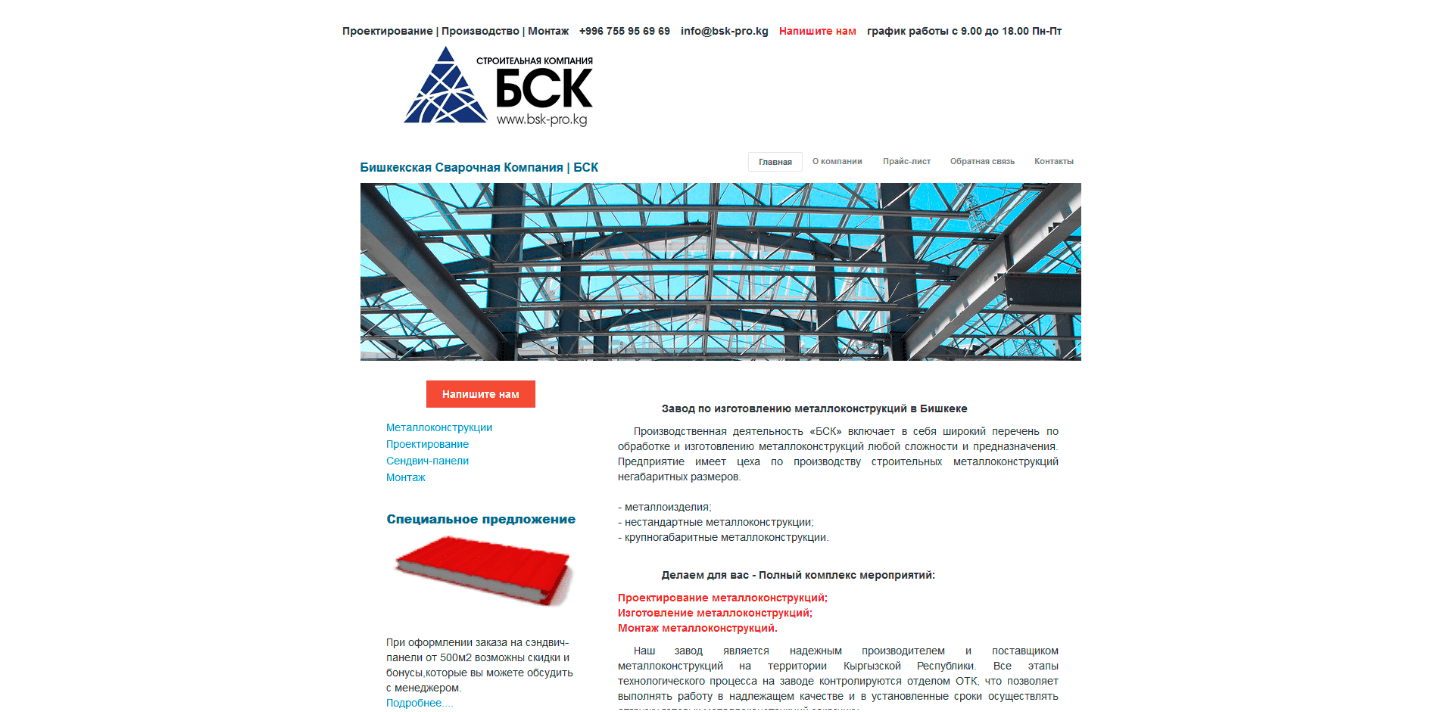 Проектирование | Производство | Монтаж +996 755 95 69 69 info@bsk-pro.kg Напишите нам график работы с 9.00 до 18.00 Пн-Пт
СТРОИТЕЛЬНАЯ КОМПАНИЯ
БСК
www.bsk-pro.kg
Бишкекская Сварочная Компания | БСК
Главная О компании Прайс-лист Обратная связь Контакты
Напишите нам
Металлоконструкции
Проектирование
Сендвич-панели
Монтаж
Специальное предложение
При оформлении заказа на сэндвич-
панели от 500м2 возможны скидки и
бонусы,которые вы можете обсудить
с менеджером.
Подробнее....
Завод по изготовлению металлоконструкций в Бишкеке
Производственная деятельность «БСК» включает в себя широкий перечень по
обработке и изготовлению металлоконструкций любой сложности и предназначения.
Предприятие имеет цеха по производству строительных металлоконструкций
негабаритных размеров.
- металлоизделия;
- нестандартные металлоконструкции;
- крупногабаритные металлоконструкции.
Делаем для вас - Полный комплекс мероприятий:
Проектирование металлоконструкций;
Изготовление металлоконструкций;
Монтаж металлоконструкций.
Наш завод является надежным производителем и поставщиком
металлоконструкций на территории Кыргызской Республики. Все этапы
технологического процесса на заводе контролируются отделом ОТК, что позволяет
выполнять работу в надлежащем качестве и в установленные сроки осуществлять